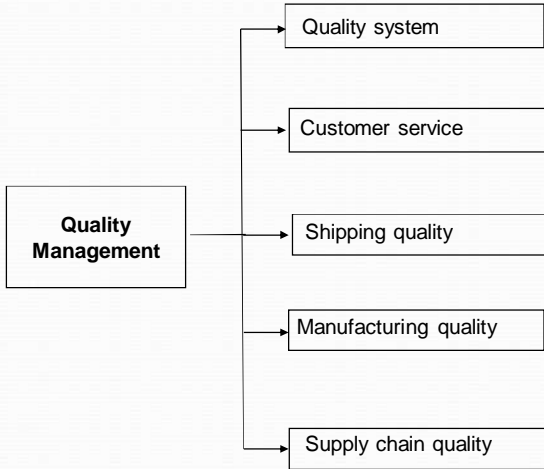 Quality system
Customer service
Quality
Management
Shipping quality
Manufacturing quality
Supply chain quality